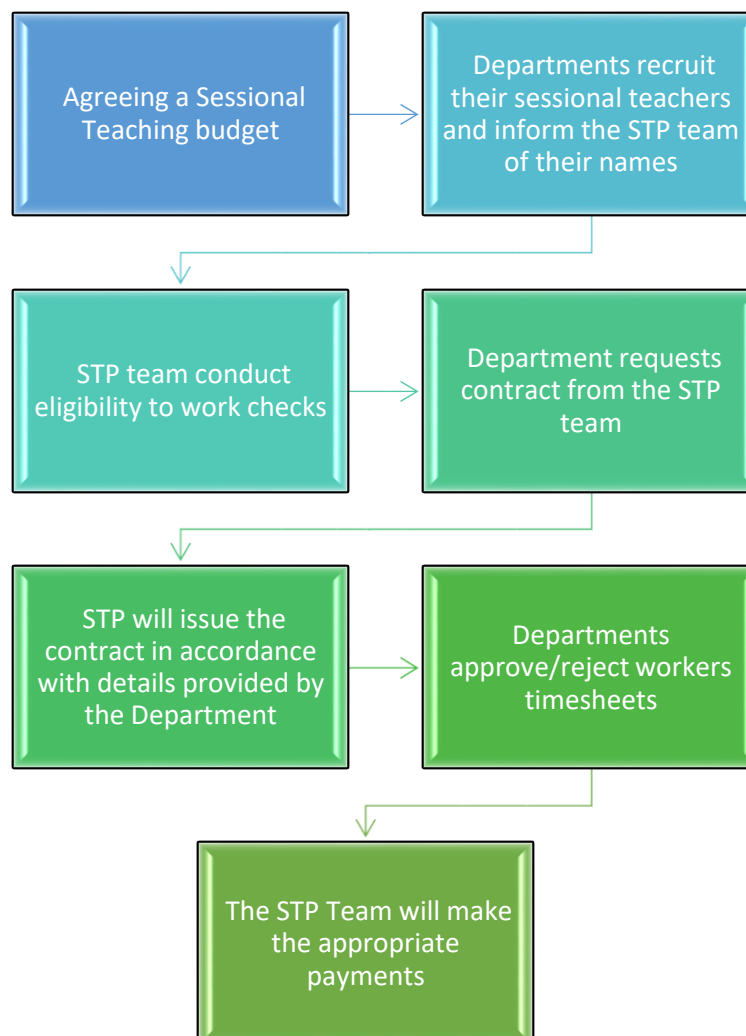 Agreeing a Sessional
Teaching budget
Departments recruit
their sessional teachers
and inform the STP team
of their names
STP team conduct
eligibility to work checks
Department requests
contract from the STP
team
STP will issue the
contract in accordance
with details provided by
the Department
Departments
approve/reject workers
timesheets
The STP Team will make
the appropriate
payments